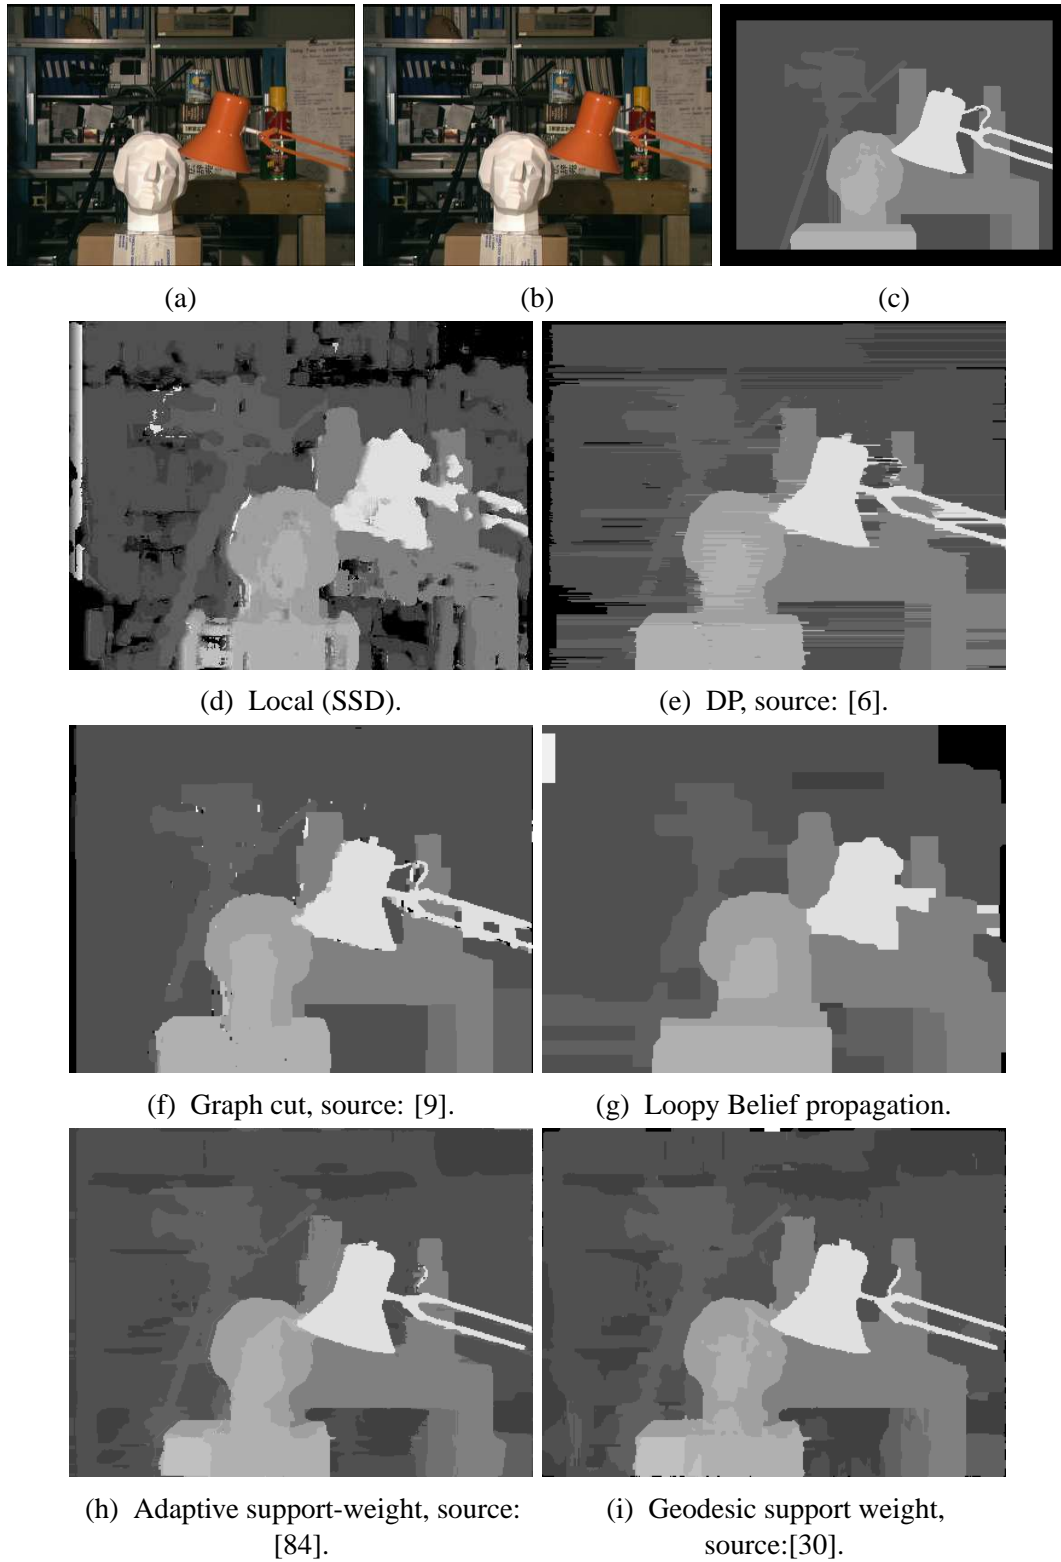 (a)
(b)
(c)
(d) Local (SSD).
(e) DP, source: [6].
(f) Graph cut, source: [9].
(g) Loopy Belief propagation.
(h) Adaptive support-weight, source:
[84].
(i) Geodesic support weight,
source:[30].